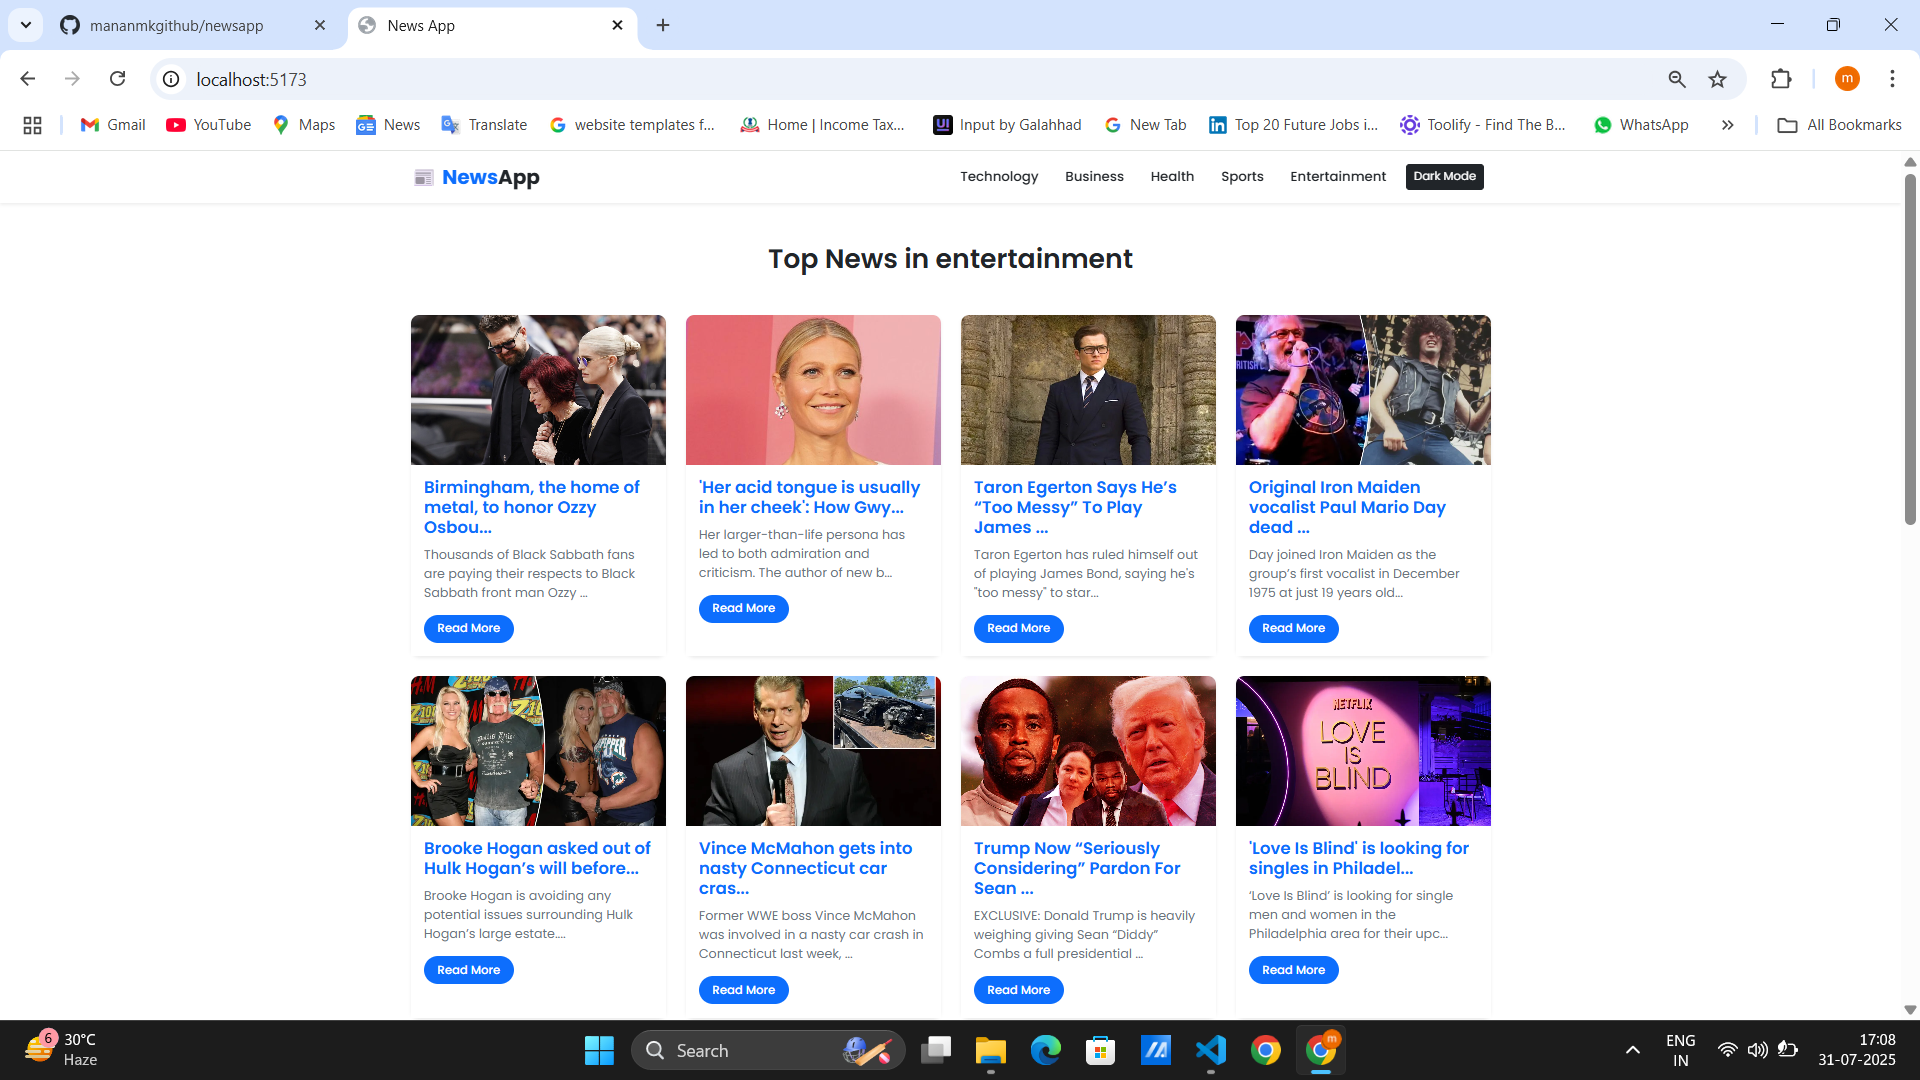 mananmkgithub/newsapp
News App
localhost:5173
m
Gmail
YouTube
Maps
News
Translate
website templates f...
Home | Income Tax...
Input by Galahhad
New Tab
Top 20 Future Jobs i...
Toolify - Find The B...
WhatsApp
All Bookmarks
NewsApp
Technology
Business
Health
Sports
Entertainment
Dark Mode
Top News in entertainment
Birmingham, the home of
metal, to honor Ozzy
Osbou...
Thousands of Black Sabbath fans
are paying their respects to Black
Sabbath front man Ozzy ...
Read More
'Her acid tongue is usually
in her cheek': How Gwy...
Her larger-than-life persona has
led to both admiration and
criticism. The author of new b...
Read More
Taron Egerton Says He’s
“Too Messy” To Play
James ...
Taron Egerton has ruled himself out
of playing James Bond, saying he's
"too messy" to star...
Read More
Original Iron Maiden
vocalist Paul Mario Day
dead ...
Day joined Iron Maiden as the
group’s first vocalist in December
1975 at just 19 years old...
Read More
Brooke Hogan asked out of
Hulk Hogan’s will before...
Brooke Hogan is avoiding any
potential issues surrounding Hulk
Hogan’s large estate....
Read More
Vince McMahon gets into
nasty Connecticut car
cras...
Former WWE boss Vince McMahon
was involved in a nasty car crash in
Connecticut last week, ...
Read More
Trump Now “Seriously
Considering” Pardon For
Sean ...
EXCLUSIVE: Donald Trump is heavily
weighing giving Sean “Diddy”
Combs a full presidential ...
Read More
NETFLIX
LOVE
IS
BLIND
'Love Is Blind' is looking for
singles in Philadel...
‘Love Is Blind’ is looking for single
men and women in the
Philadelphia area for their upc...
Read More
6
30°C
Haze
Search
m
ENG
IN
17:08
31-07-2025